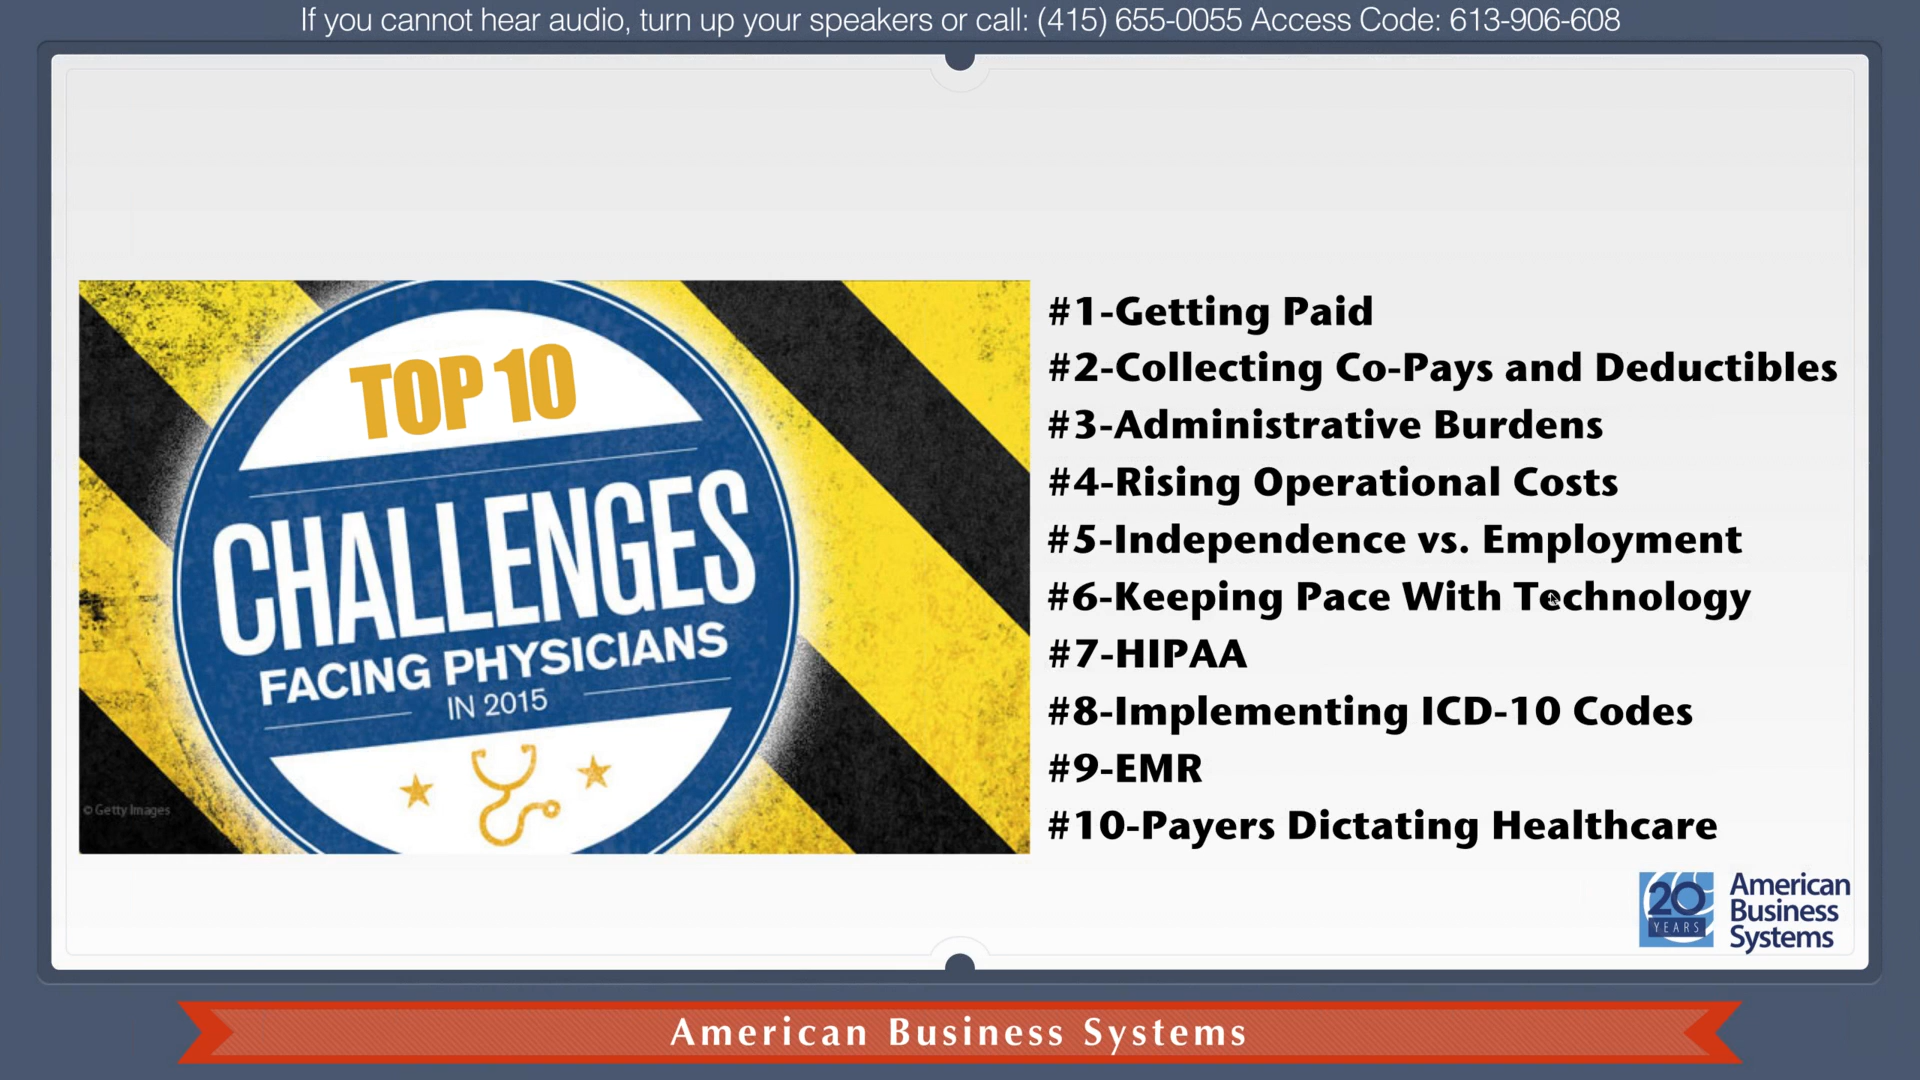 If you cannot hear audio, turn up your speakers or call: (415) 655-0055 Access Code: 613-906-608
TOP 10
CHALLENGES
FACING PHYSICIANS
IN 2015
© Getty Images
#1-Getting Paid
#2-Collecting Co-Pays and Deductibles
#3-Administrative Burdens
#4-Rising Operational Costs
#5-Independence vs. Employment
#6-Keeping Pace With Technology
#7-HIPAA
#8-Implementing ICD-10 Codes
#9-EMR
#10-Payers Dictating Healthcare
20
YEARS
American
Business
Systems
American Business Systems